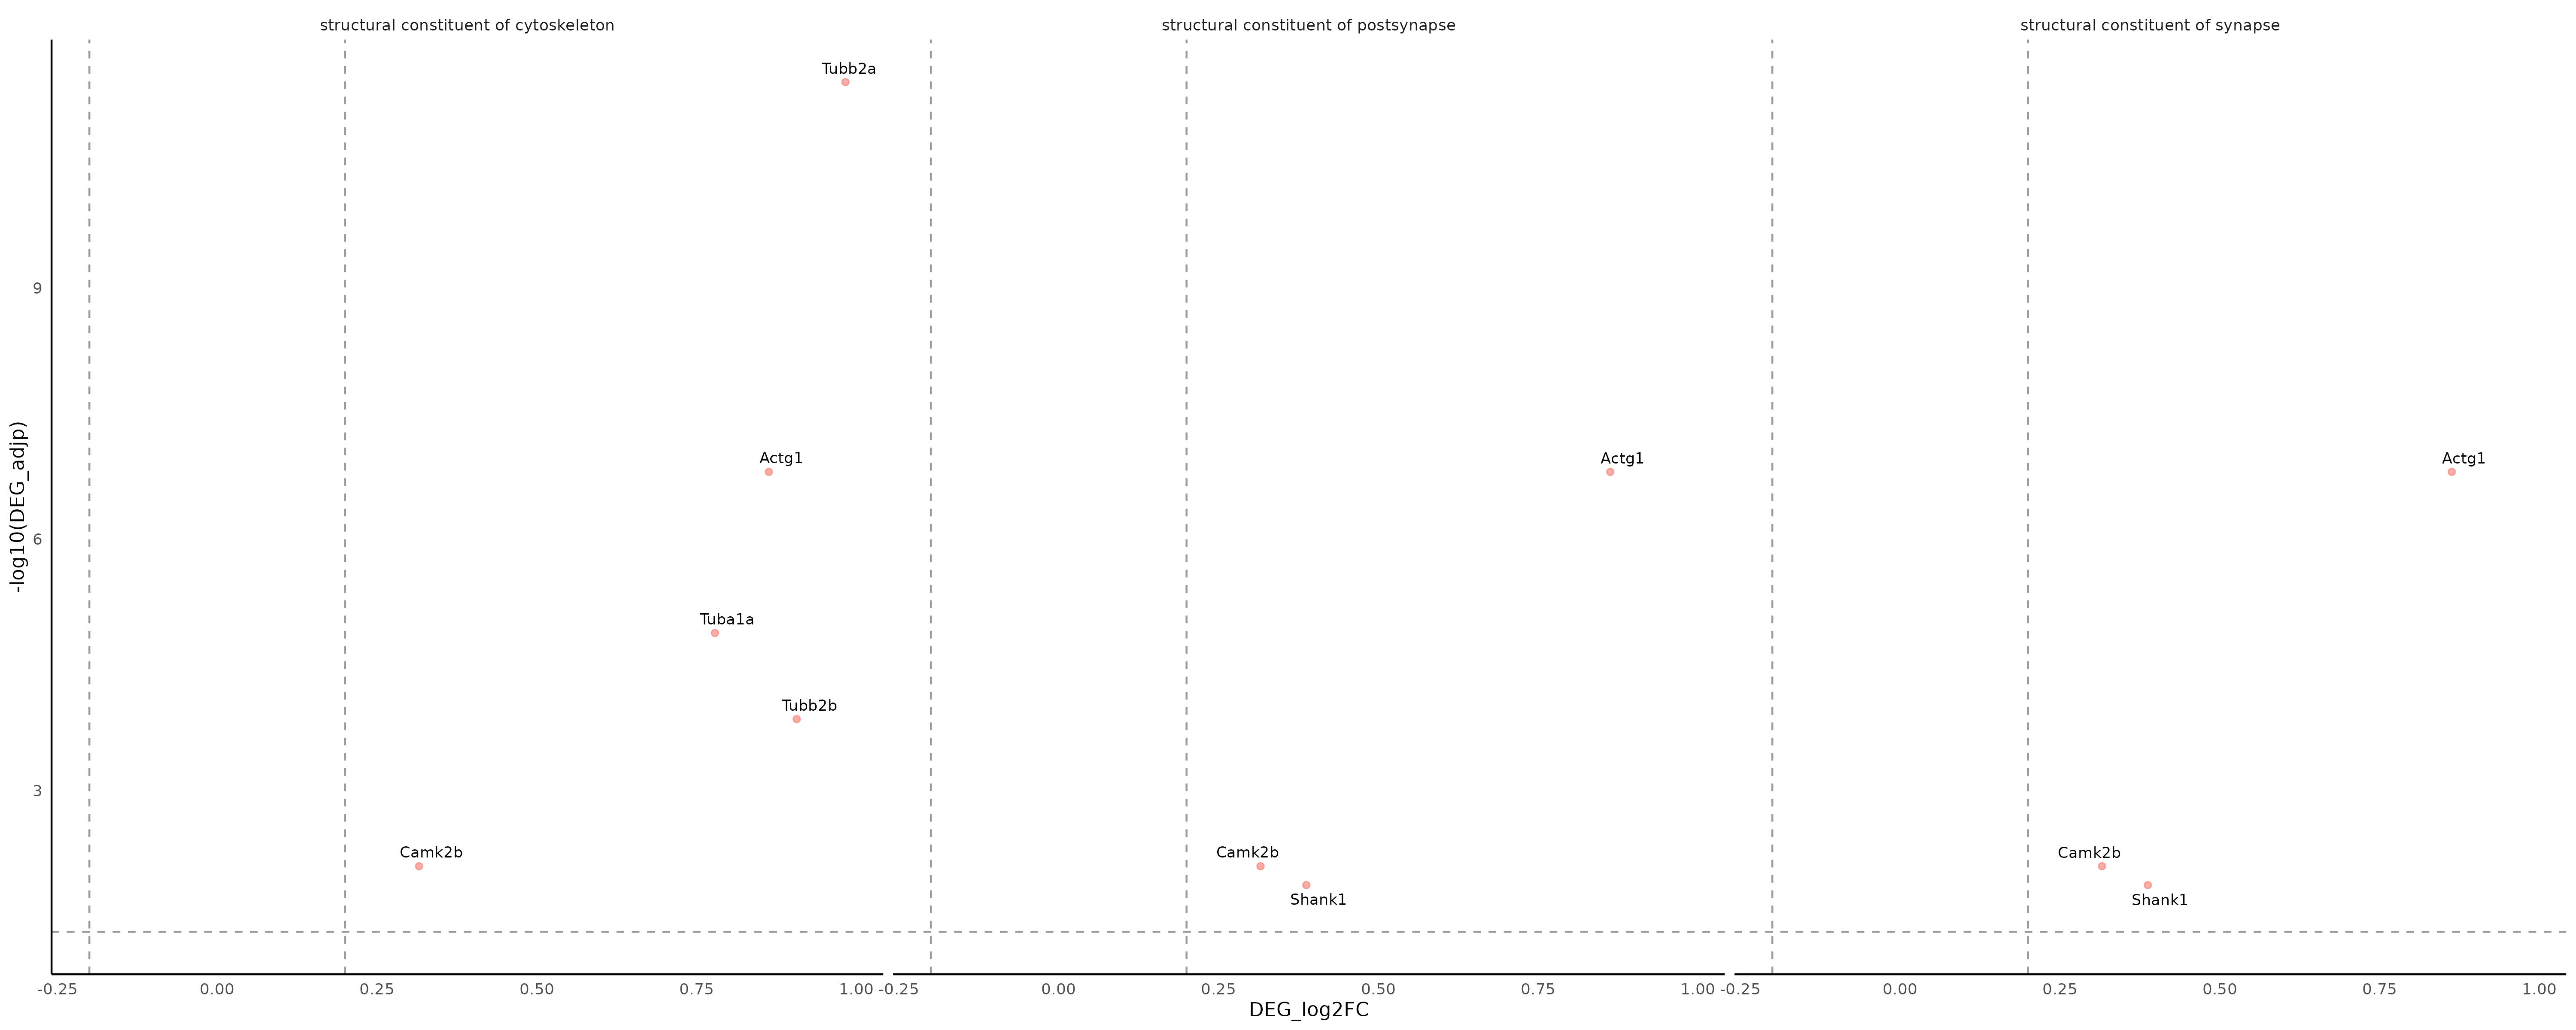 structural constituent of cytoskeleton
structural constituent of postsynapse
structural constituent of synapse
Tubb2a
9
Actg1
Actg1
Actg1
-log10(DEG_adjp)
6
Tuba1a
Tubb2b
3
Camk2b
Camk2b
Camk2b
Shank1
Shank1
-0.25 0.00 0.25 0.50 0.75 1.00
-0.25 0.00 0.25 0.50 0.75 1.00
-0.25 0.00 0.25 0.50 0.75 1.00
DEG_log2FC